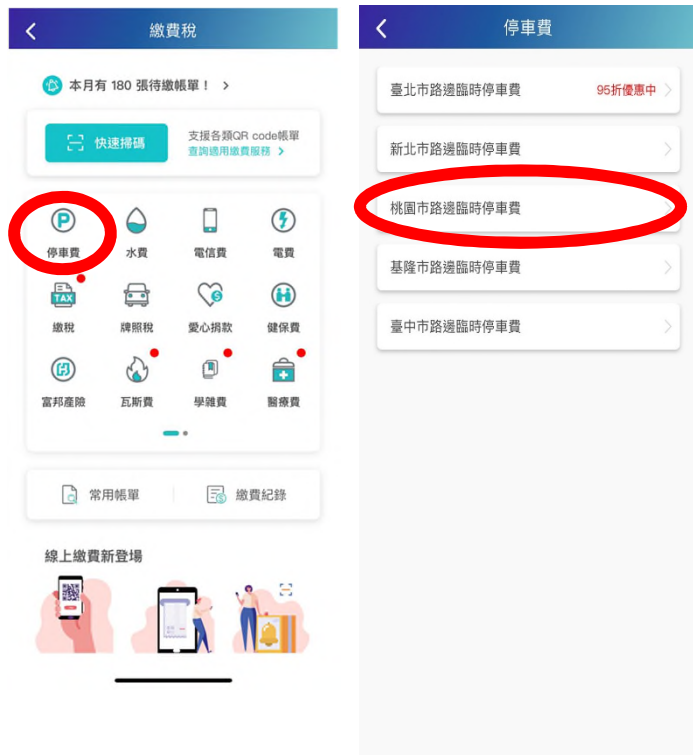 繳費稅
本月有 180 張待繳帳單！
快速掃碼
支援各類QR code帳單
查詢適用繳費服務
P
停車費
水費
電信費
電費
TAX
繳稅
牌照稅
愛心捐款
健保費
富邦產險
瓦斯費
學雜費
醫療費
常用帳單
繳費紀錄
線上繳費新登場
停車費
臺北市路邊臨時停車費 95折優惠中
新北市路邊臨時停車費
桃園市路邊臨時停車費
基隆市路邊臨時停車費
臺中市路邊臨時停車費